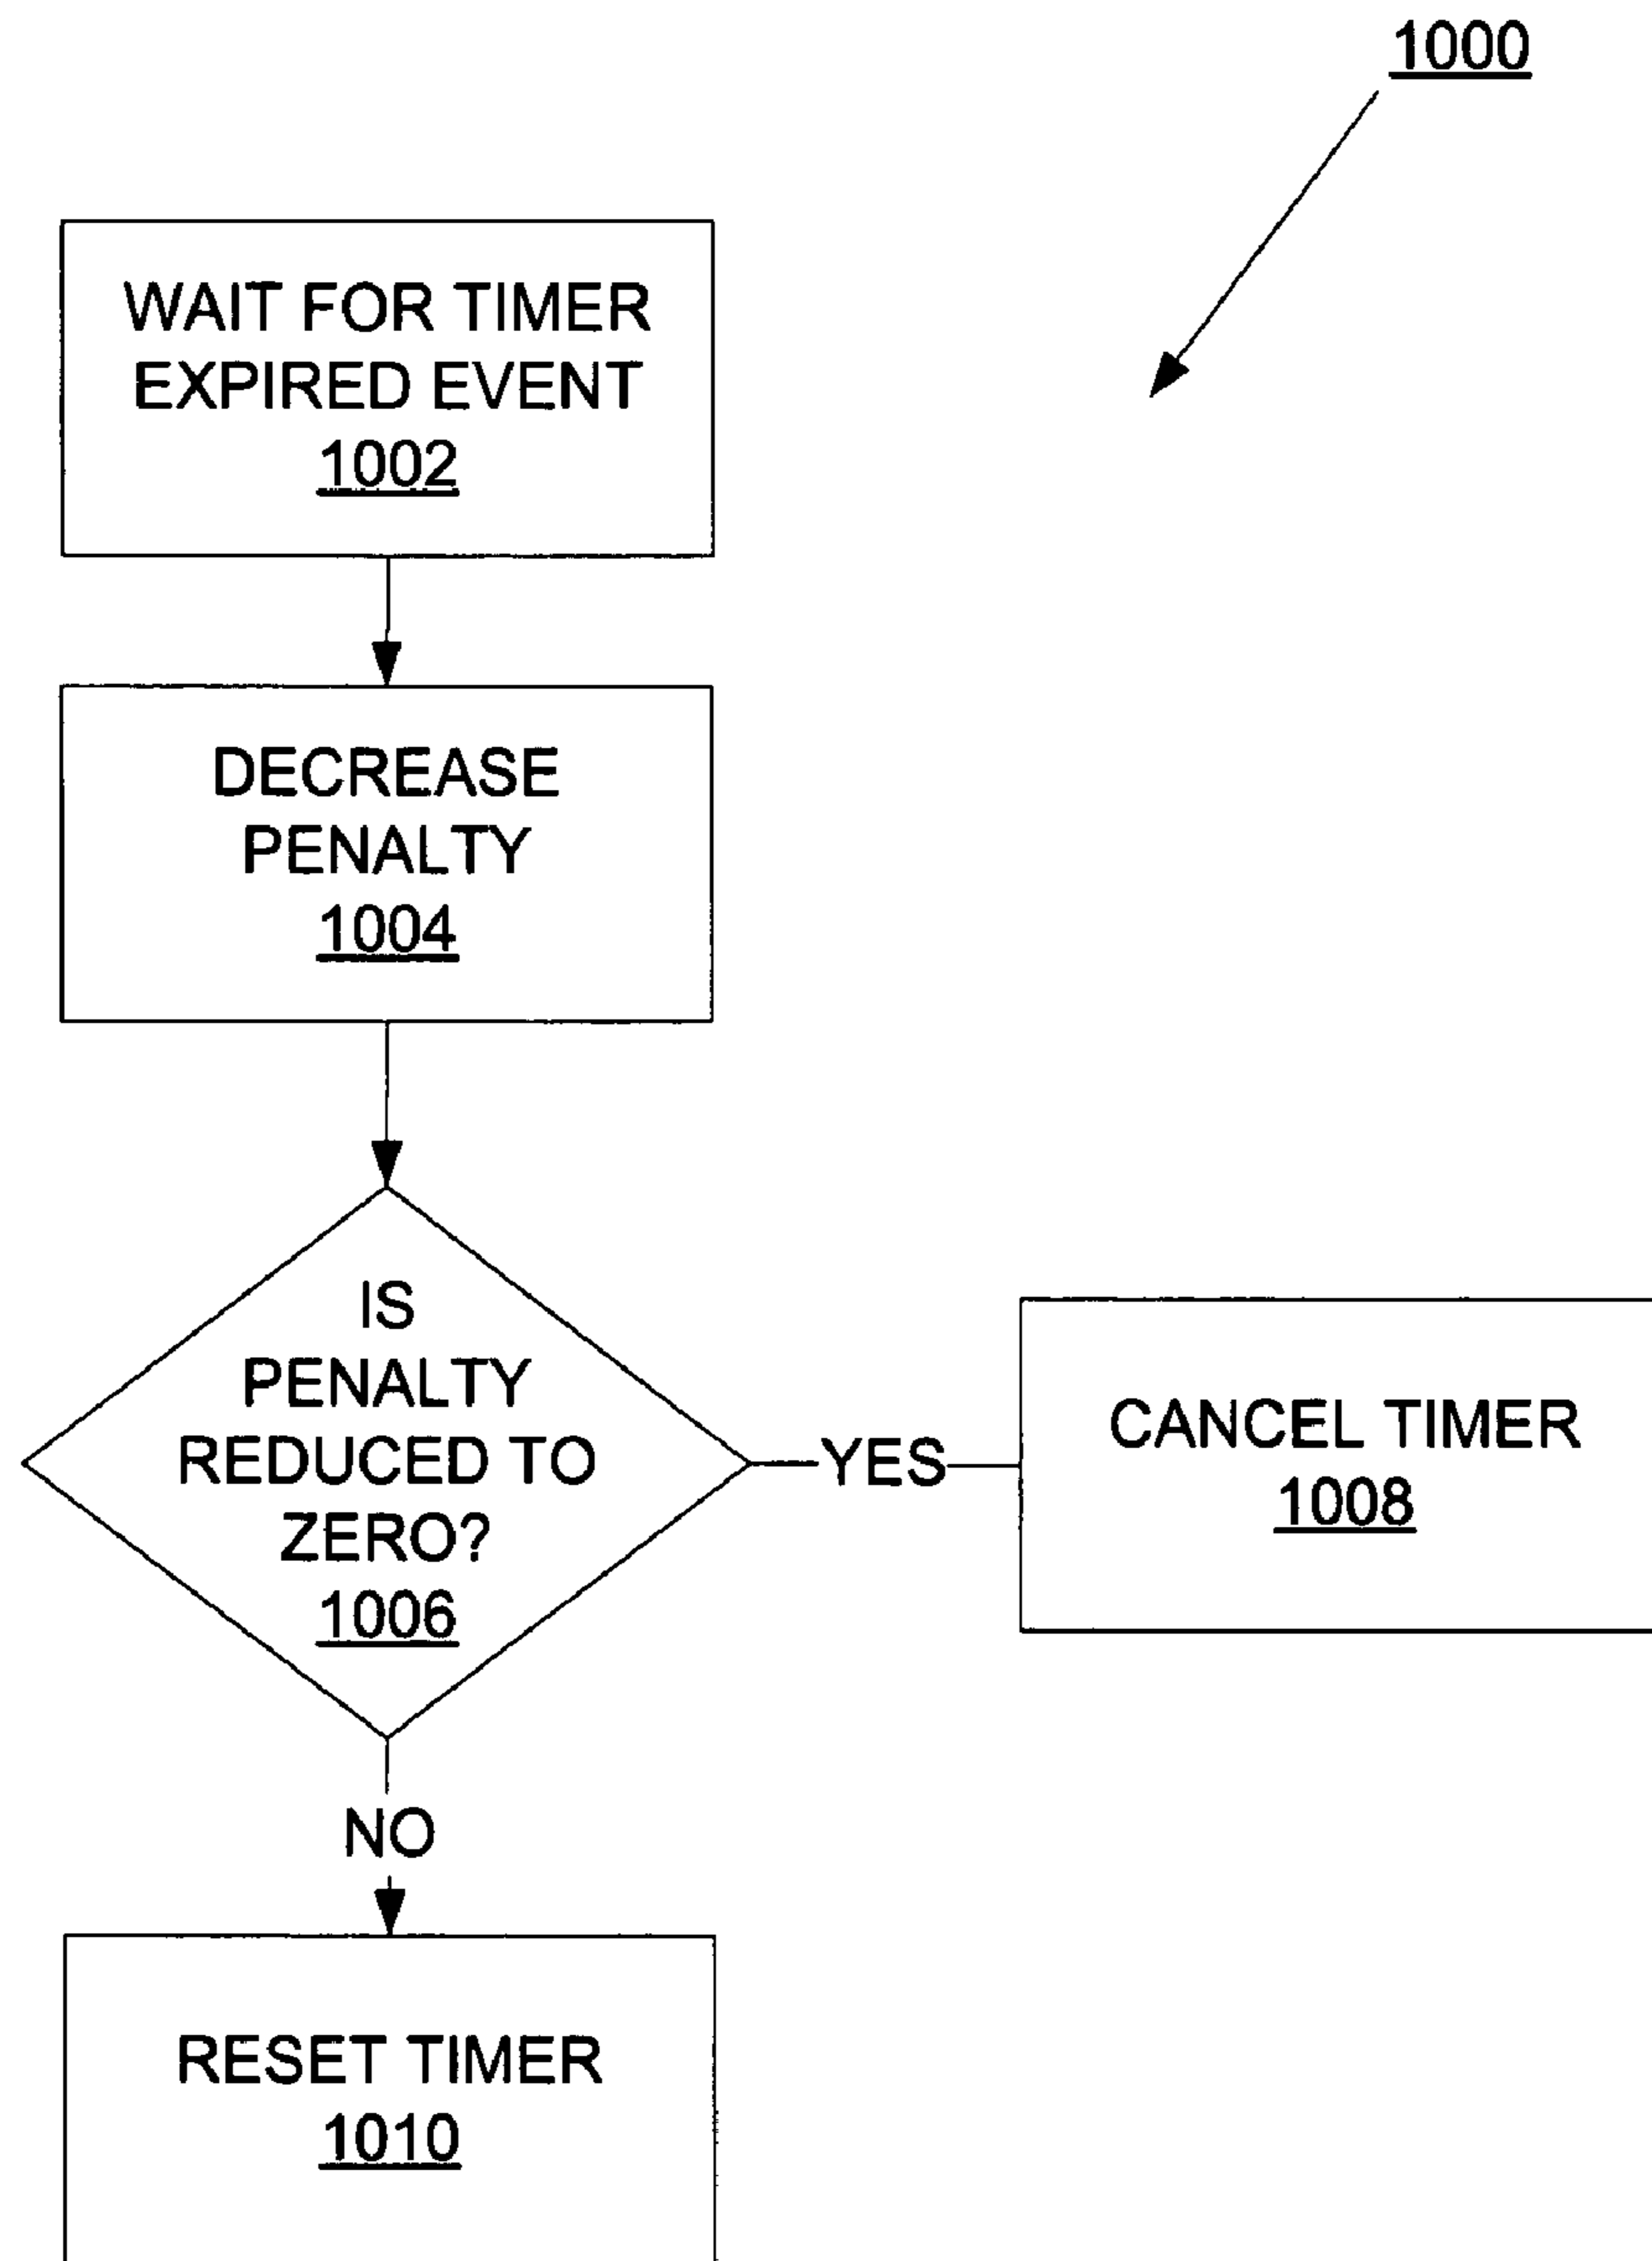 1000
WAIT FOR TIMER
EXPIRED EVENT
1002
DECREASE
PENALTY
1004
IS
PENALTY
REDUCED TO
ZERO?
1006
YES
CANCEL TIMER
1008
NO
RESET TIMER
1010